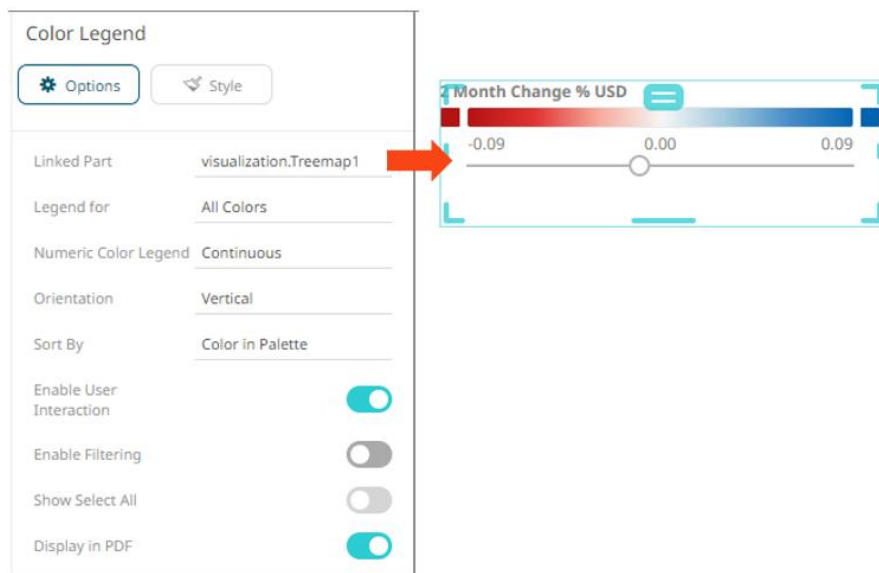 Color Legend
Options
Style
Linked Part visualization.Treemap1
Legend for All Colors
Numeric Color Legend Continuous
Orientation Vertical
Sort By Color in Palette
Enable User
Interaction
Enable Filtering
Show Select All
Display in PDF
2 Month Change % USD
-0.09 0.00 0.09